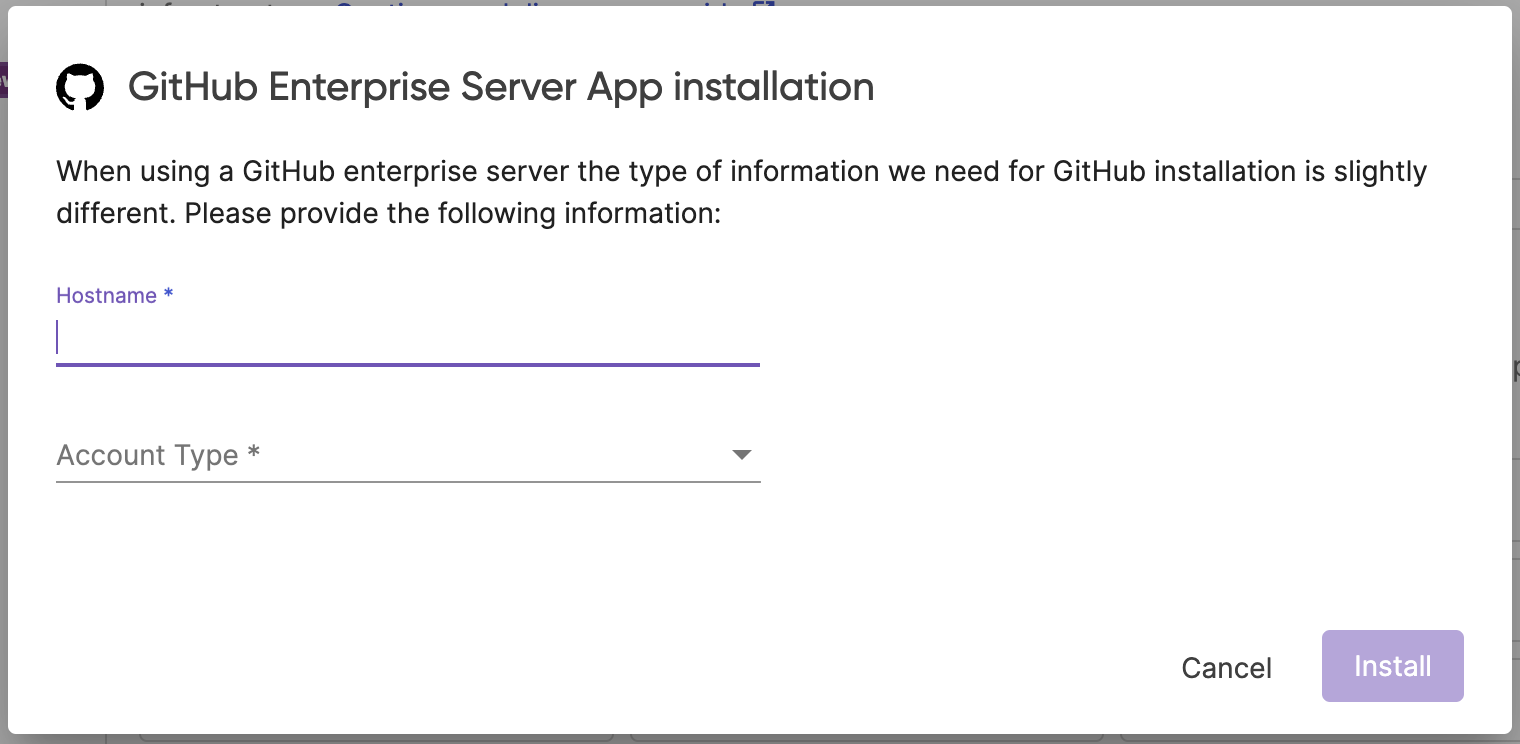 GitHub Enterprise Server App installation
When using a GitHub enterprise server the type of information we need for GitHub installation is slightly
different. Please provide the following information:
Hostname *
Account Type *
Cancel
Install